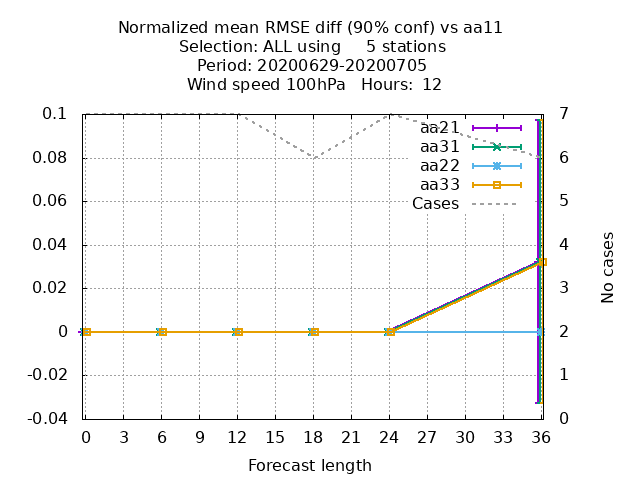 Normalized mean RMSE diff (90% conf) vs aa11
Selection: ALL using     5 stations
Period: 20200629-20200705
Wind speed 100hPa   Hours:  12
0.1
0.08
0.06
0.04
0.02
0
-0.02
-0.04
7
6
5
4
3
2
1
0
aa21
aa31
aa22
aa33
Cases
No cases
0 3 6 9 12 15 18 21 24 27 30 33 36
Forecast length